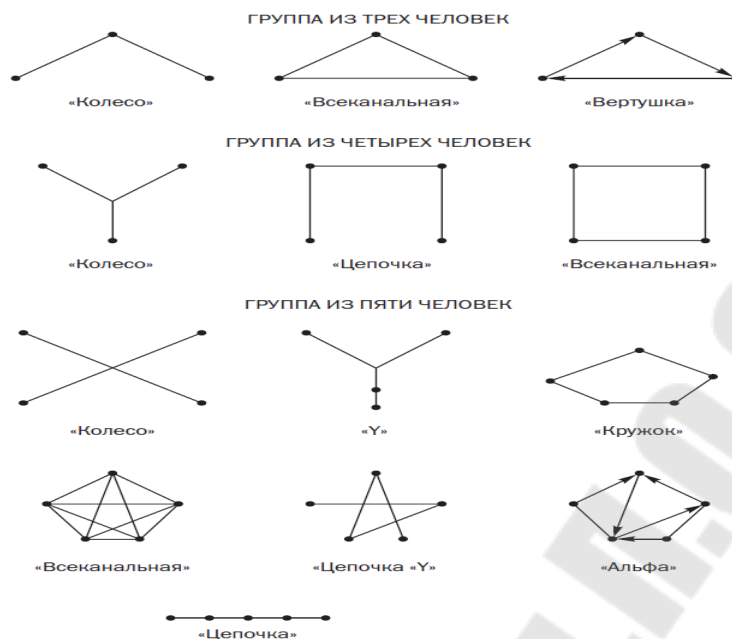 ГРУППА ИЗ ТРЕХ ЧЕЛОВЕК
«Колесо» «Всеканальная» «Вертушка»
ГРУППА ИЗ ЧЕТЫРЕХ ЧЕЛОВЕК
«Колесо» «Цепочка» «Всеканальная»
ГРУППА ИЗ ПЯТИ ЧЕЛОВЕК
«Колесо» «Y» «Кружок»
«Всеканальная» «Цепочка «Y» «Альфа»
«Цепочка»